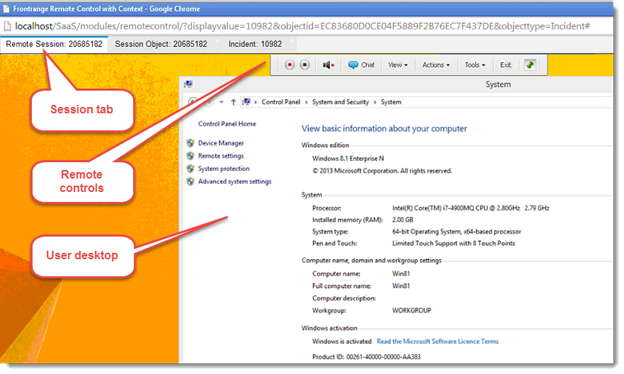 Frontrange Remote Control with Context - Google Chrome
localhost/SaaS/modules/remotecontrol/?displayvalue=10982&objectid=EC83680D0CE04F5889F2B76EC7F437DE&objecttype=Incident#
Remote Session: 20685182 Session Object: 20685182 Incident: 10982
Chat View Actions Tools Exit
System
Session tab
Control Panel System and Security System
Control Panel Home
View basic information about your computer
Device Manager
Windows edition
Remote settings
Windows 8.1 Enterprise N
System protection
© 2013 Microsoft Corporation. All rights reserved.
Advanced system settings
Remote controls
System
Processor: Intel(R) Core(TM) i7-4900MQ CPU @ 2.80GHz 2.79 GHz
Installed memory (RAM): 2.00 GB
System type: 64-bit Operating System, x64-based processor
Pen and Touch: Limited Touch Support with 8 Touch Points
User desktop
Computer name, domain and workgroup settings
Computer name: Win81
Full computer name: Win81
Computer description:
Workgroup: WORKGROUP
Windows activation
Windows is activated Read the Microsoft Software Licence Terms
Product ID: 00261-40000-00000-AA383